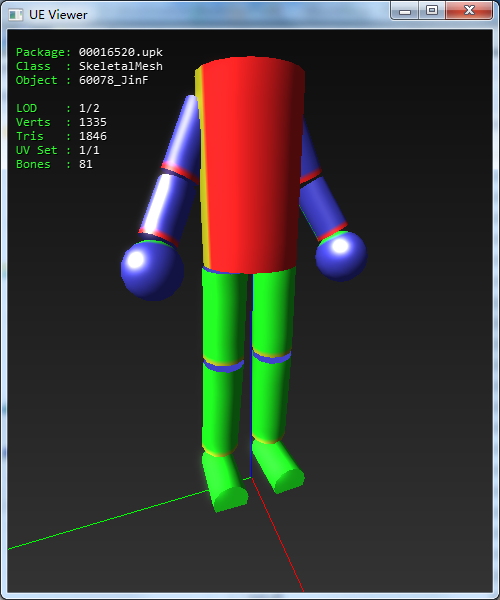 UE Viewer
Package: 00016520.upk
Class  : SkeletalMesh
Object : 60078_JinF
LOD    : 1/2
Verts  : 1335
Tris   : 1846
UV Set : 1/1
Bones  : 81